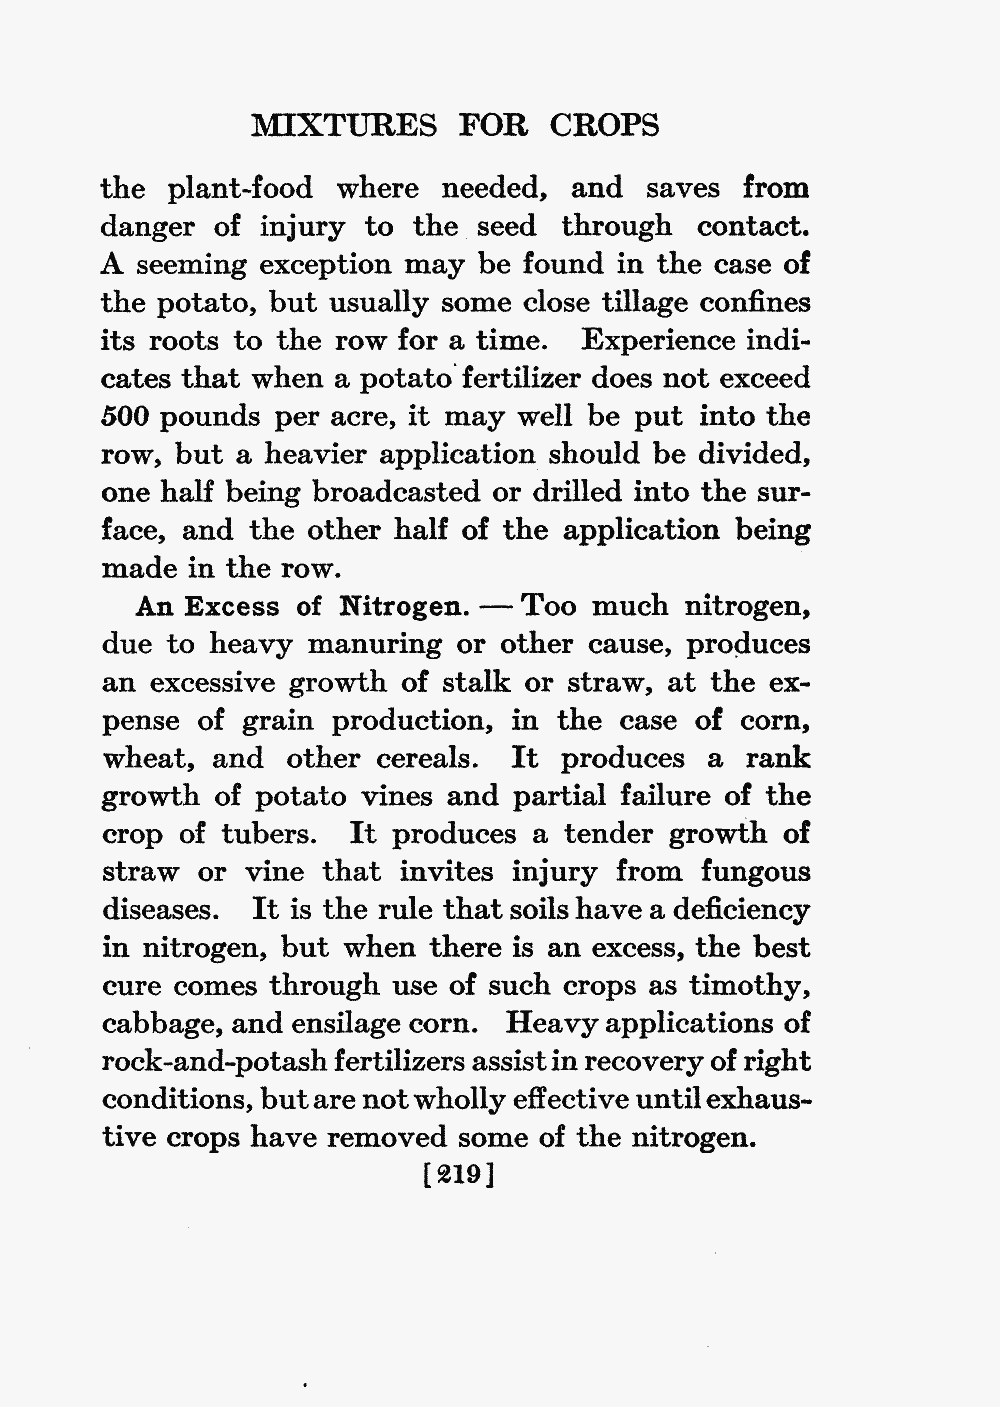 MIXTURES FOR CROPS
the plant-food where needed, and saves from
danger of injury to the seed through contact.
A seeming exception may be found in the case of
the potato, but usually some close tillage confines
its roots to the row for a time. Experience indi-
cates that when a potato fertilizer does not exceed
500 pounds per acre, it may well be put into the
row, but a heavier application should be divided,
one half being broadcasted or drilled into the sur-
face, and the other half of the application being
made in the row.
An Excess of Nitrogen. — Too much nitrogen,
due to heavy manuring or other cause, produces
an excessive growth of stalk or straw, at the ex-
pense of grain production, in the case of corn,
wheat, and other cereals. It produces a rank
growth of potato vines and partial failure of the
crop of tubers. It produces a tender growth of
straw or vine that invites injury from fungous
diseases. It is the rule that soils have a deficiency
in nitrogen, but when there is an excess, the best
cure comes through use of such crops as timothy,
cabbage, and ensilage corn. Heavy applications of
rock-and-potash fertilizers assist in recovery of right
conditions, but are not wholly effective until exhaus-
tive crops have removed some of the nitrogen.
[219]